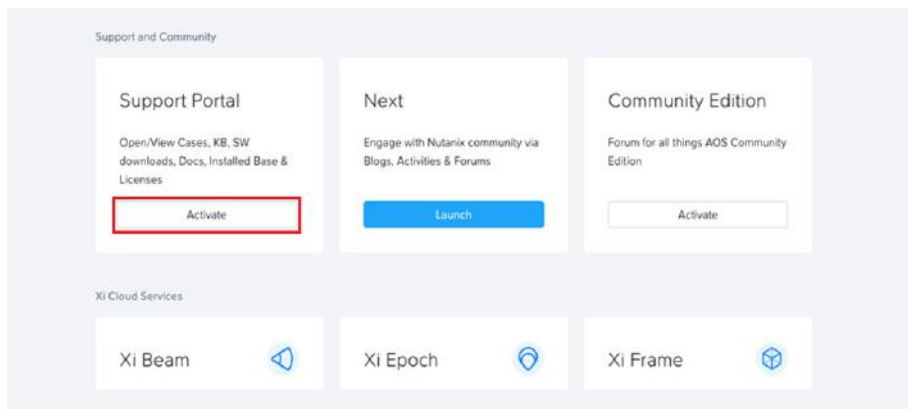 Support and Community
Support Portal
Open/View Cases, KB, SW
downloads, Docs, Installed Base &
Licenses
Activate
Next
Engage with Nutanix community via
Blogs, Activities & Forums
Launch
Community Edition
Forum for all things AOS Community
Edition
Activate
Xi Cloud Services
Xi Beam
Xi Epoch
Xi Frame